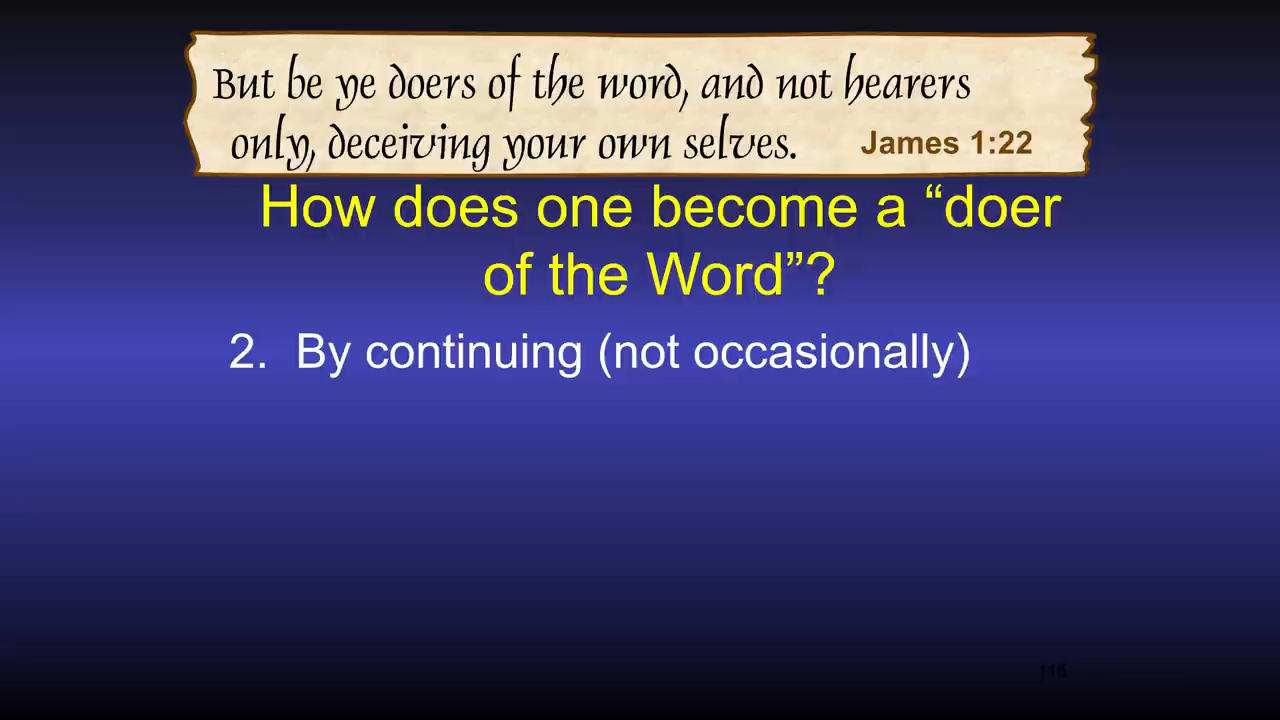 But be ye doers of the word, and not hearers
only, deceiving your own selves. James 1:22
How does one become a “doer
of the Word”?
2. By continuing (not occasionally)